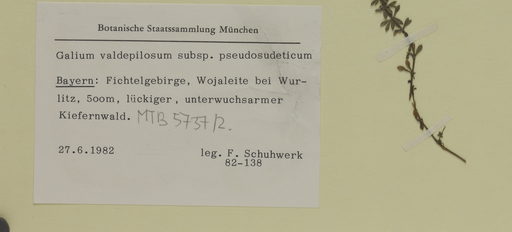 Botanische Staatssammlung München
Galium valdepilosum subsp. pseudosudeticum
Bayern: Fichtelgebirge, Wojaleite bei Wur-
litz, 5oom, lückiger, unterwuchsarmer
Kiefernwald. MTB 5737/2.
27.6.1982
leg. F. Schuhwerk
82-138